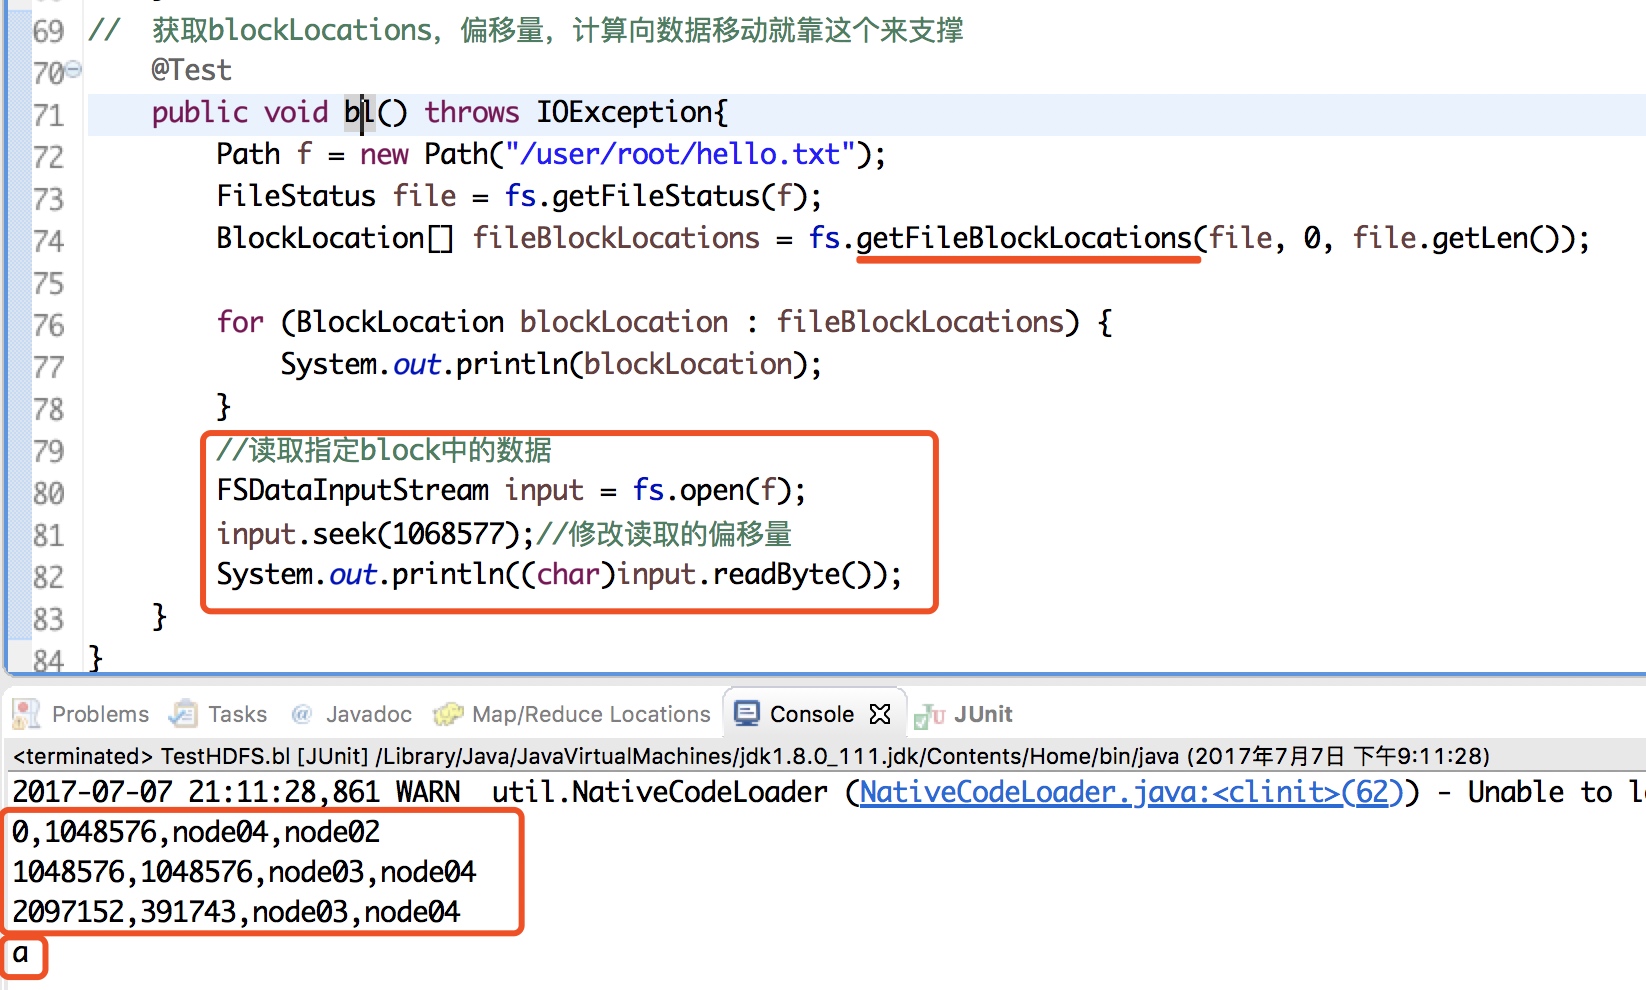 69 //  获取blockLocations，偏移量，计算向数据移动就靠这个来支撑
70 @Test
71 public void bl() throws IOException{
72 Path f = new Path("/user/root/hello.txt");
73 FileStatus file = fs.getFileStatus(f);
74 BlockLocation[] fileBlockLocations = fs.getFileBlockLocations(file, 0, file.getLen());
75
76 for (BlockLocation blockLocation : fileBlockLocations) {
77 System.out.println(blockLocation);
78 }
79 //读取指定block中的数据
80 FSDataInputStream input = fs.open(f);
81 input.seek(1068577);//修改读取的偏移量
82 System.out.println((char)input.readByte());
83 }
84 }
Problems Tasks @ Javadoc Map/Reduce Locations Console JU JUnit
<terminated> TestHDFS.bl [JUnit] /Library/Java/JavaVirtualMachines/jdk1.8.0_111.jdk/Contents/Home/bin/java (2017年7月7日 下午9:11:28)
2017-07-07 21:11:28,861 WARN  util.NativeCodeLoader (NativeCodeLoader.java:<clinit>(62)) - Unable to
0,1048576,node04,node02
1048576,1048576,node03,node04
2097152,391743,node03,node04
a